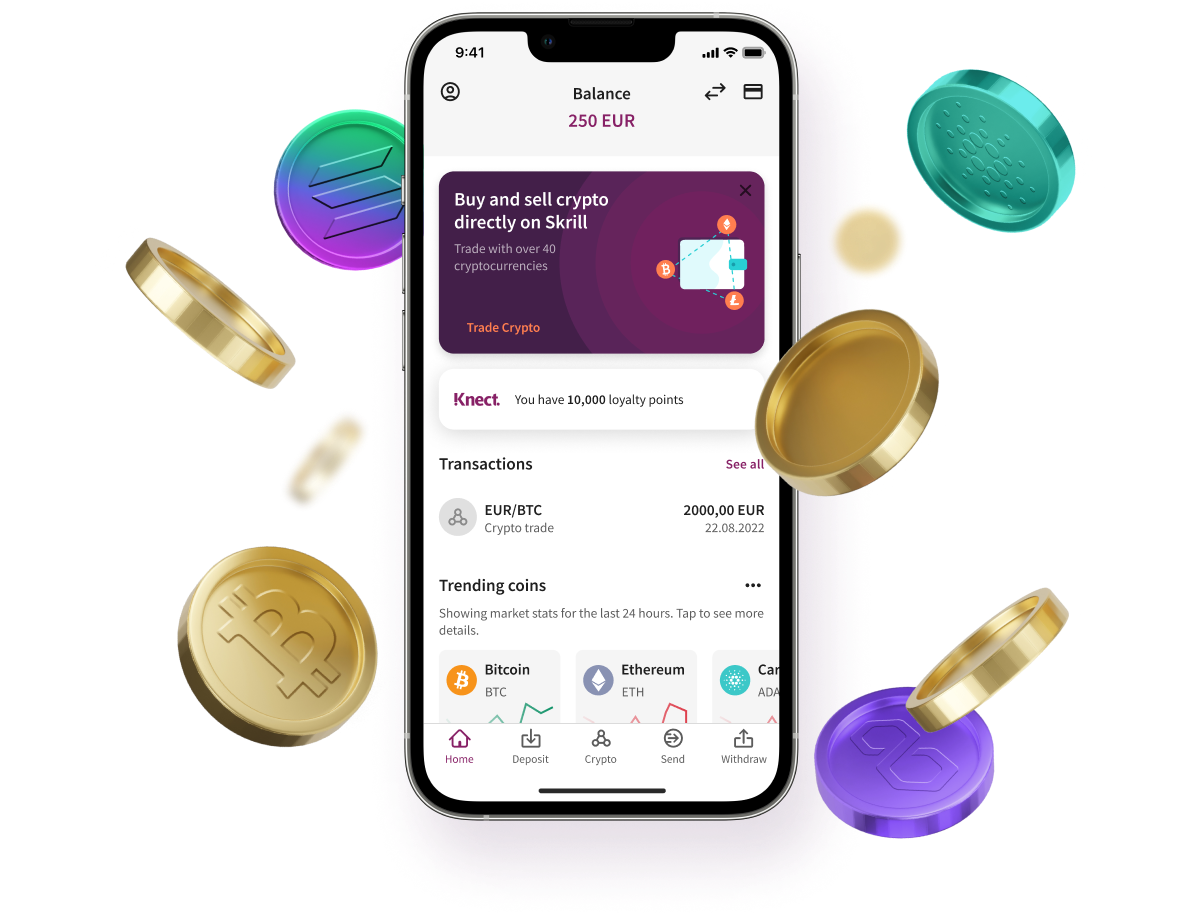 9:41
Balance
250 EUR
Buy and sell crypto
directly on Skrill
Trade with over 40
cryptocurrencies
Trade Crypto
Knect. You have 10,000 loyalty points
Transactions See all
EUR/BTC 2000,00 EUR
Crypto trade 22.08.2022
Trending coins
Showing market stats for the last 24 hours. Tap to see more
details.
Bitcoin Ethereum Car
BTC ETH ADA
Home Deposit Crypto Send Withdraw